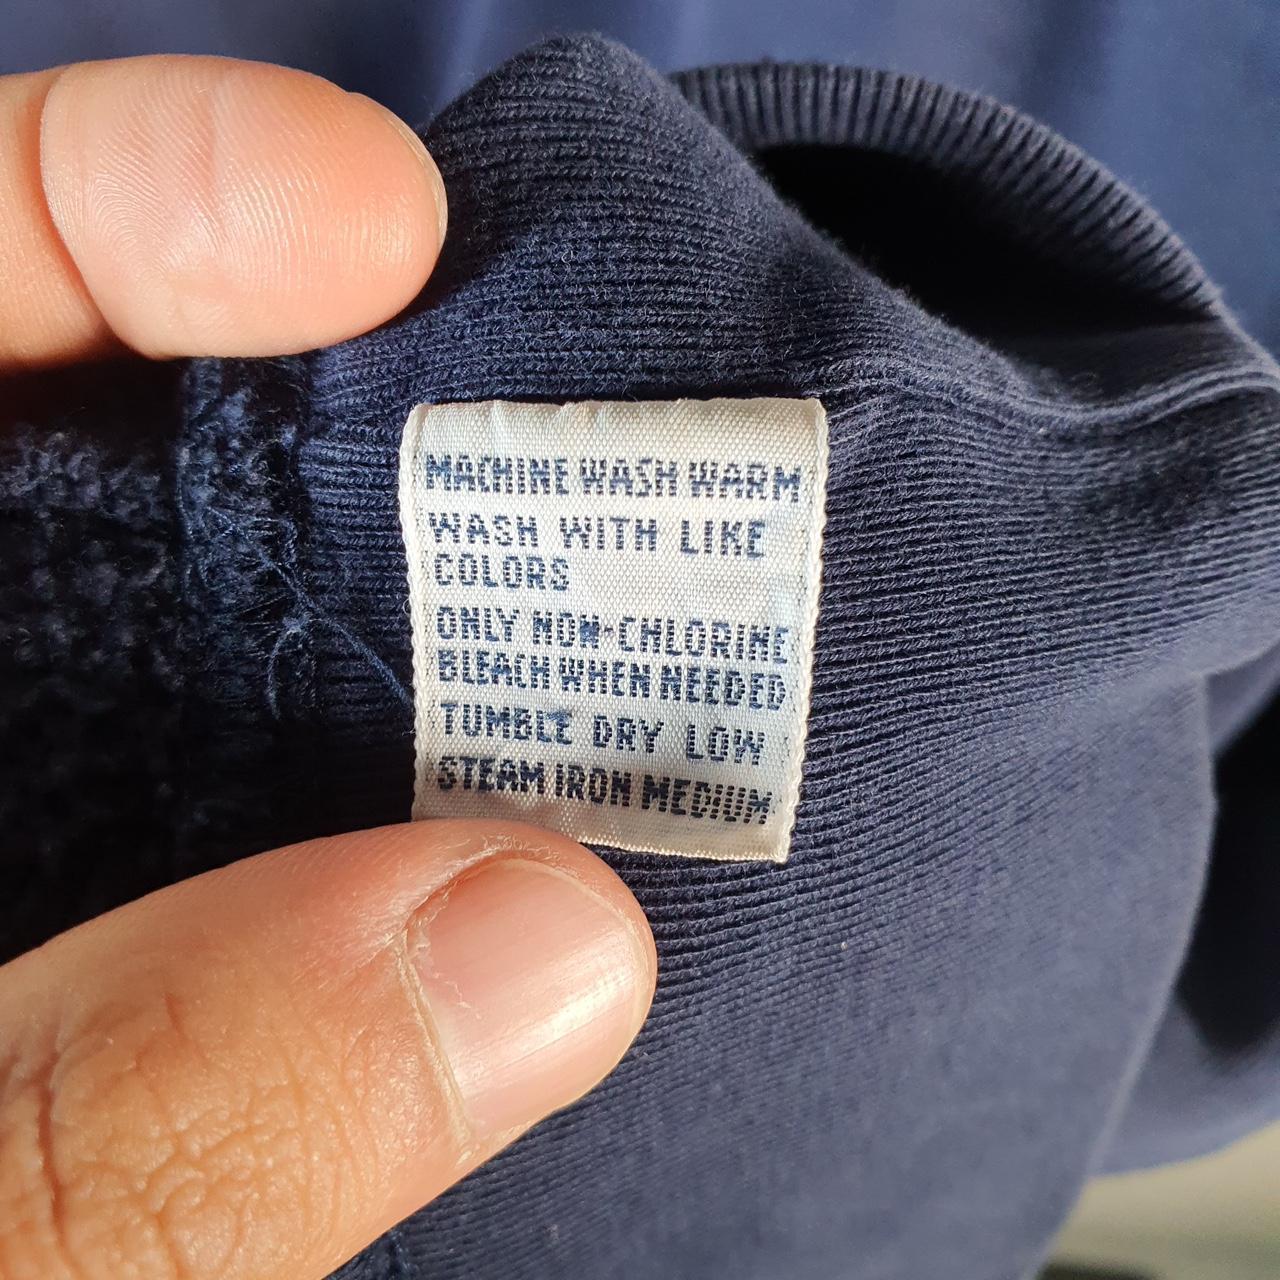 MACHINE WASH WARM
WASH WITH LIKE
COLORS
ONLY NON-CHLORINE
BLEACH WHEN NEEDED
TUMBLE DRY LOW
STEAM IRON MEDIUM